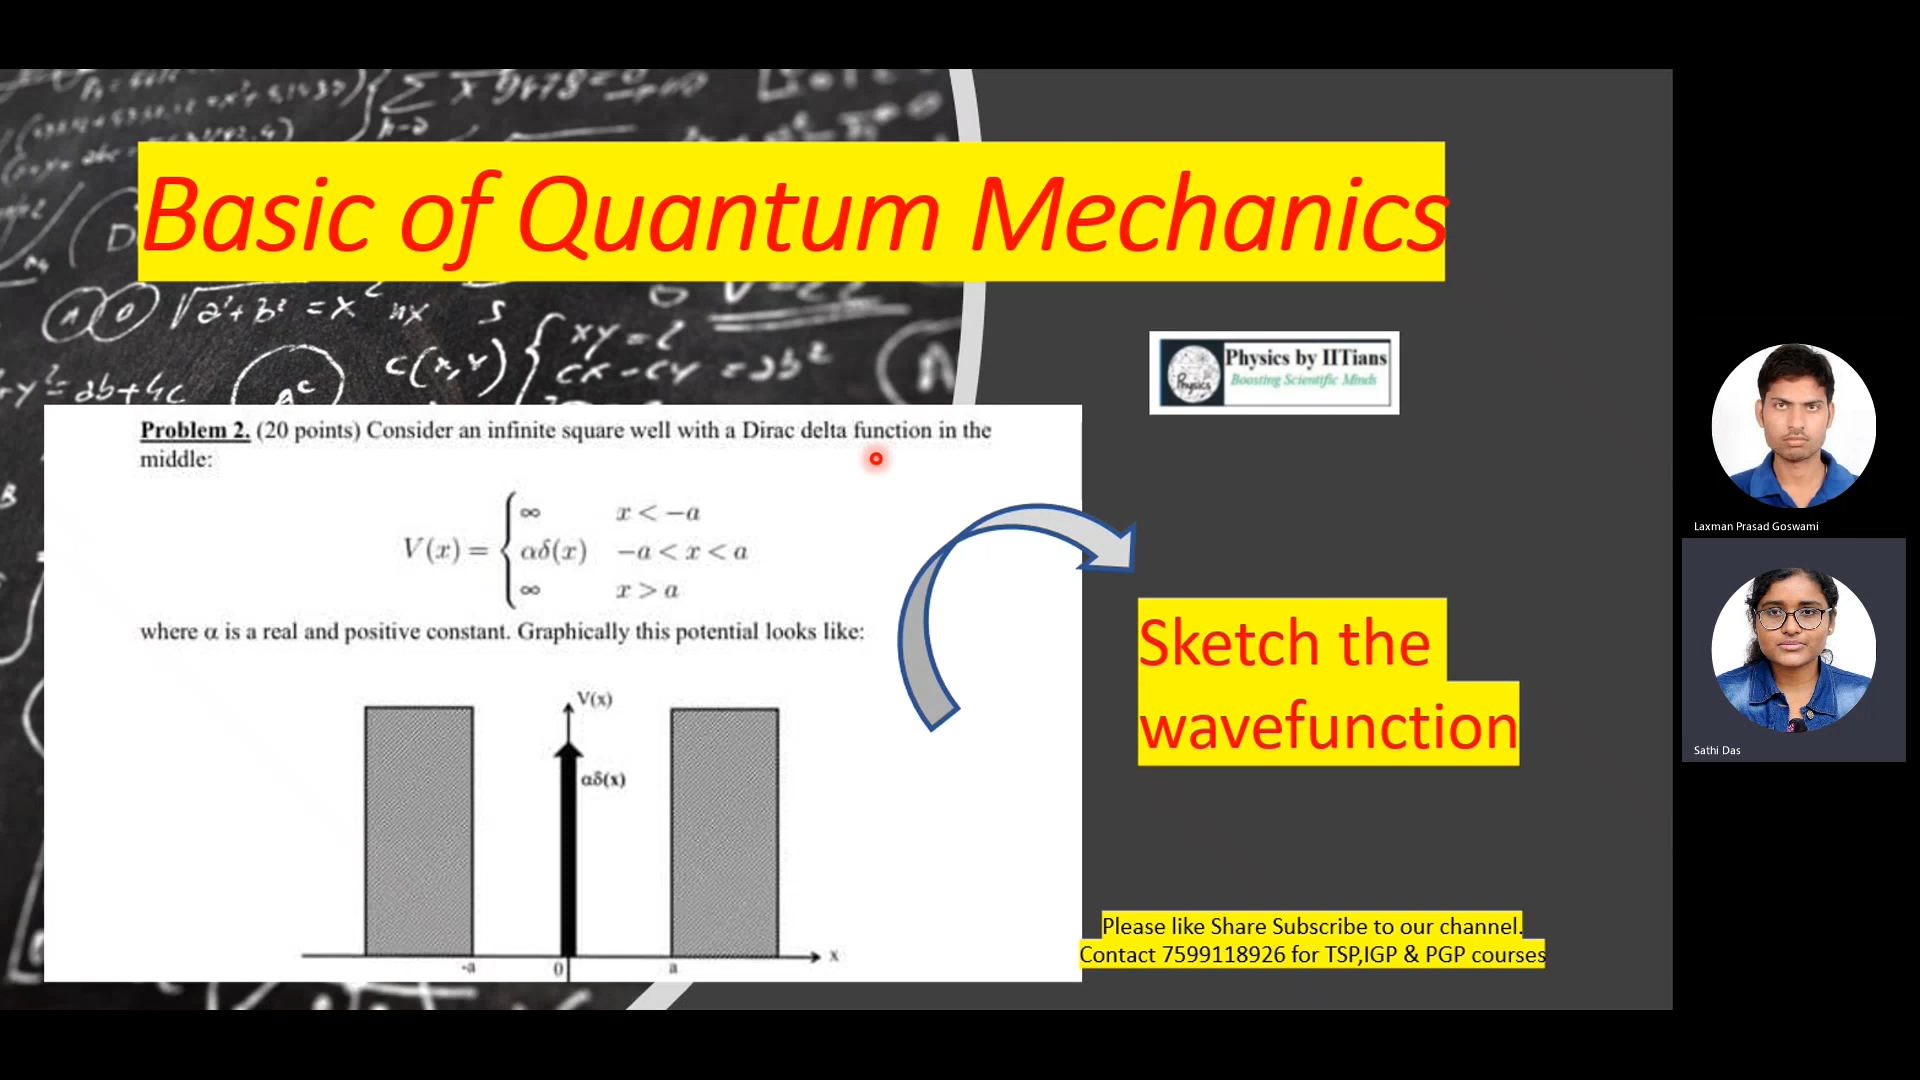 Basic of Quantum Mechanics
Physics by IITians
Boosting Scientific Minds
Physics
Problem 2. (20 points) Consider an infinite square well with a Dirac delta function in the
middle:
V(x) = { ∞ x < −a
αδ(x) −a < x < a
∞ x > a
where α is a real and positive constant. Graphically this potential looks like:
V(x)
αδ(x)
-a 0 a x
Sketch the
wavefunction
Please like Share Subscribe to our channel.
Contact 7599118926 for TSP,IGP & PGP courses
Laxman Prasad Goswami
Sathi Das